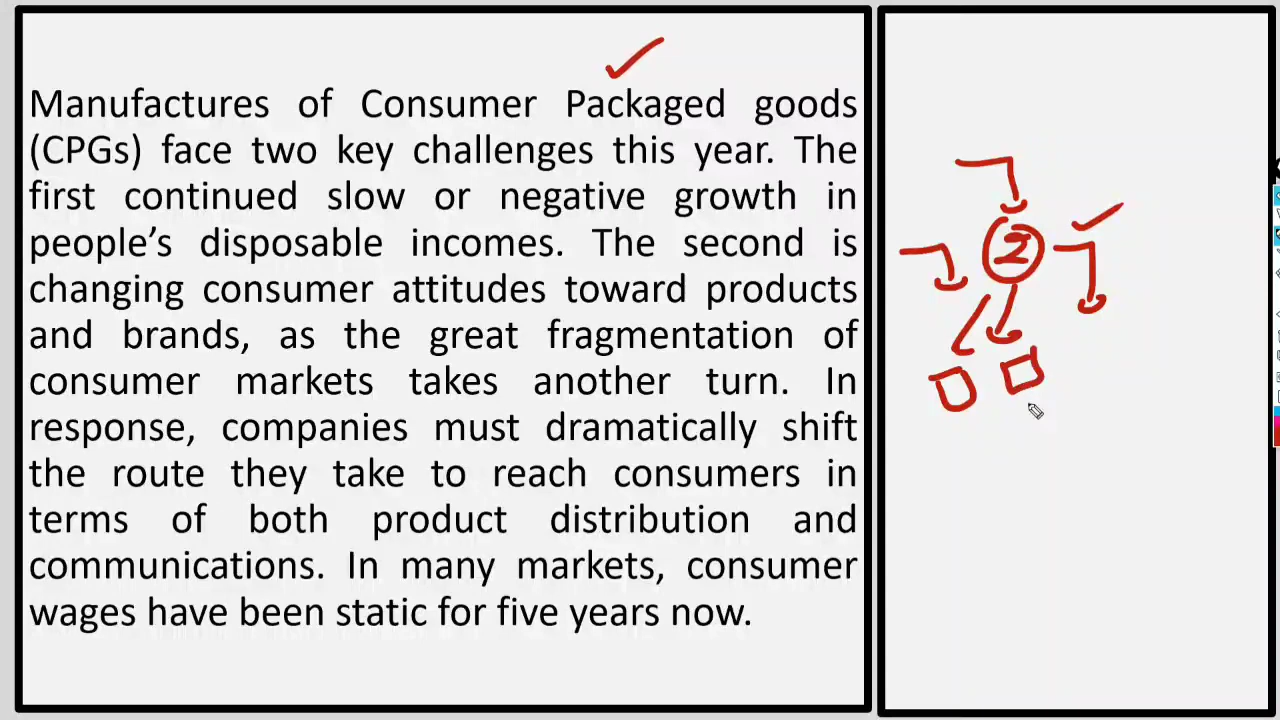 Manufactures of Consumer Packaged goods
(CPGs) face two key challenges this year. The
first continued slow or negative growth in
people's disposable incomes. The second is
changing consumer attitudes toward products
and brands, as the great fragmentation of
consumer markets takes another turn. In
response, companies must dramatically shift
the route they take to reach consumers in
terms of both product distribution and
communications. In many markets, consumer
wages have been static for five years now.
2